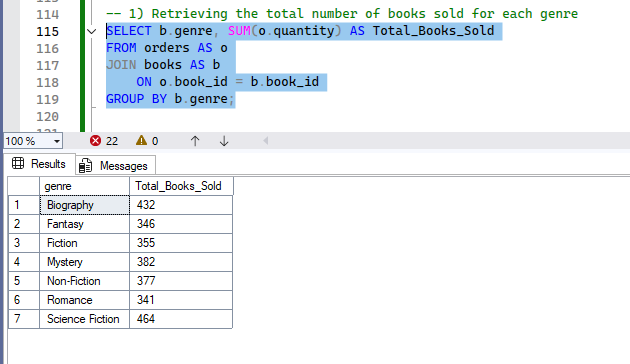 114 -- 1) Retrieving the total number of books sold for each genre
115 SELECT b.genre, SUM(o.quantity) AS Total_Books_Sold
116 FROM orders AS o
117 JOIN books AS b
118 ON o.book_id = b.book_id
119 GROUP BY b.genre;
120
100 % 22 0
Results Messages
genre Total_Books_Sold
1 Biography 432
2 Fantasy 346
3 Fiction 355
4 Mystery 382
5 Non-Fiction 377
6 Romance 341
7 Science Fiction 464